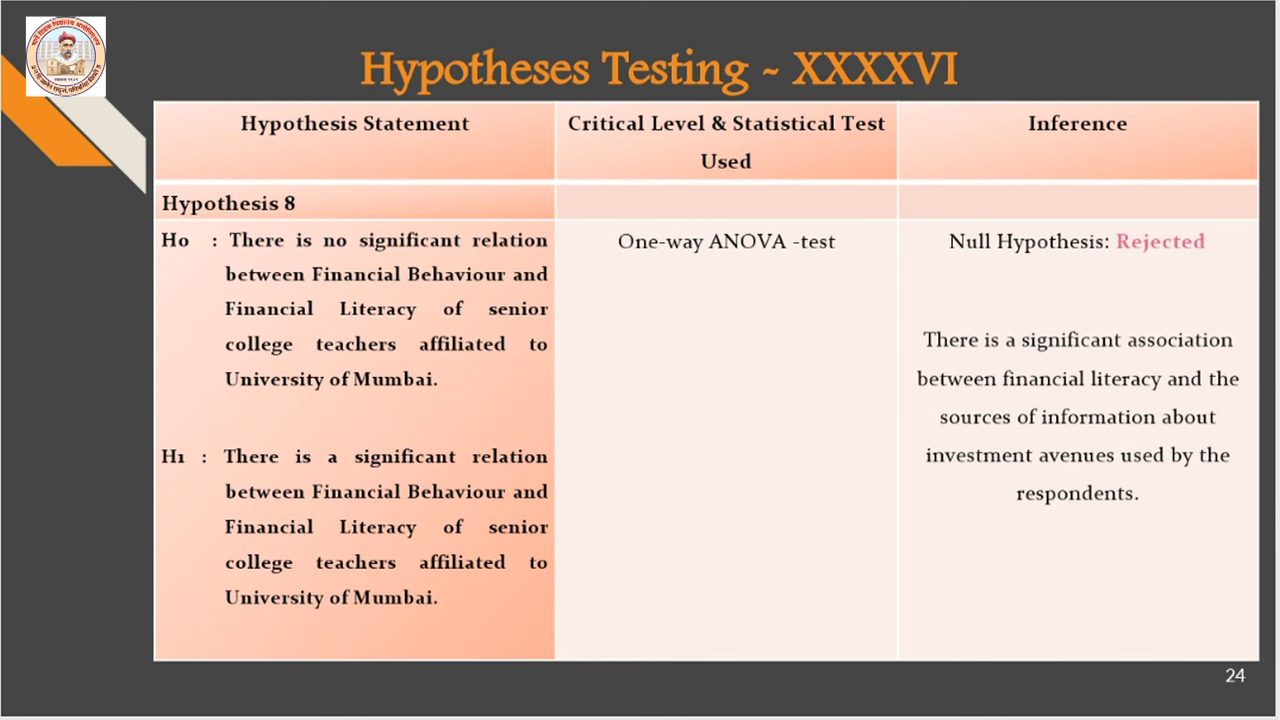 Hypotheses Testing ~ XXXXVI
Hypothesis Statement
Critical Level & Statistical Test
Used
Inference
Hypothesis 8
H0 : There is no significant relation
between Financial Behaviour and
Financial Literacy of senior
college teachers affiliated to
University of Mumbai.
H1 : There is a significant relation
between Financial Behaviour and
Financial Literacy of senior
college teachers affiliated to
University of Mumbai.
One-way ANOVA -test
Null Hypothesis: Rejected
There is a significant association
between financial literacy and the
sources of information about
investment avenues used by the
respondents.
24